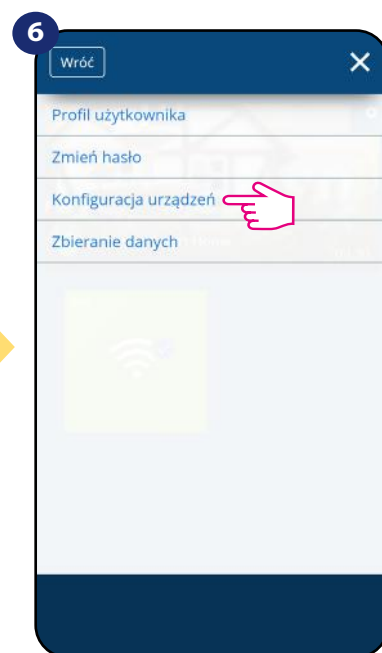 6
Wróć
Profil użytkownika
Zmień hasło
Konfiguracja urządzeń
Zbieranie danych